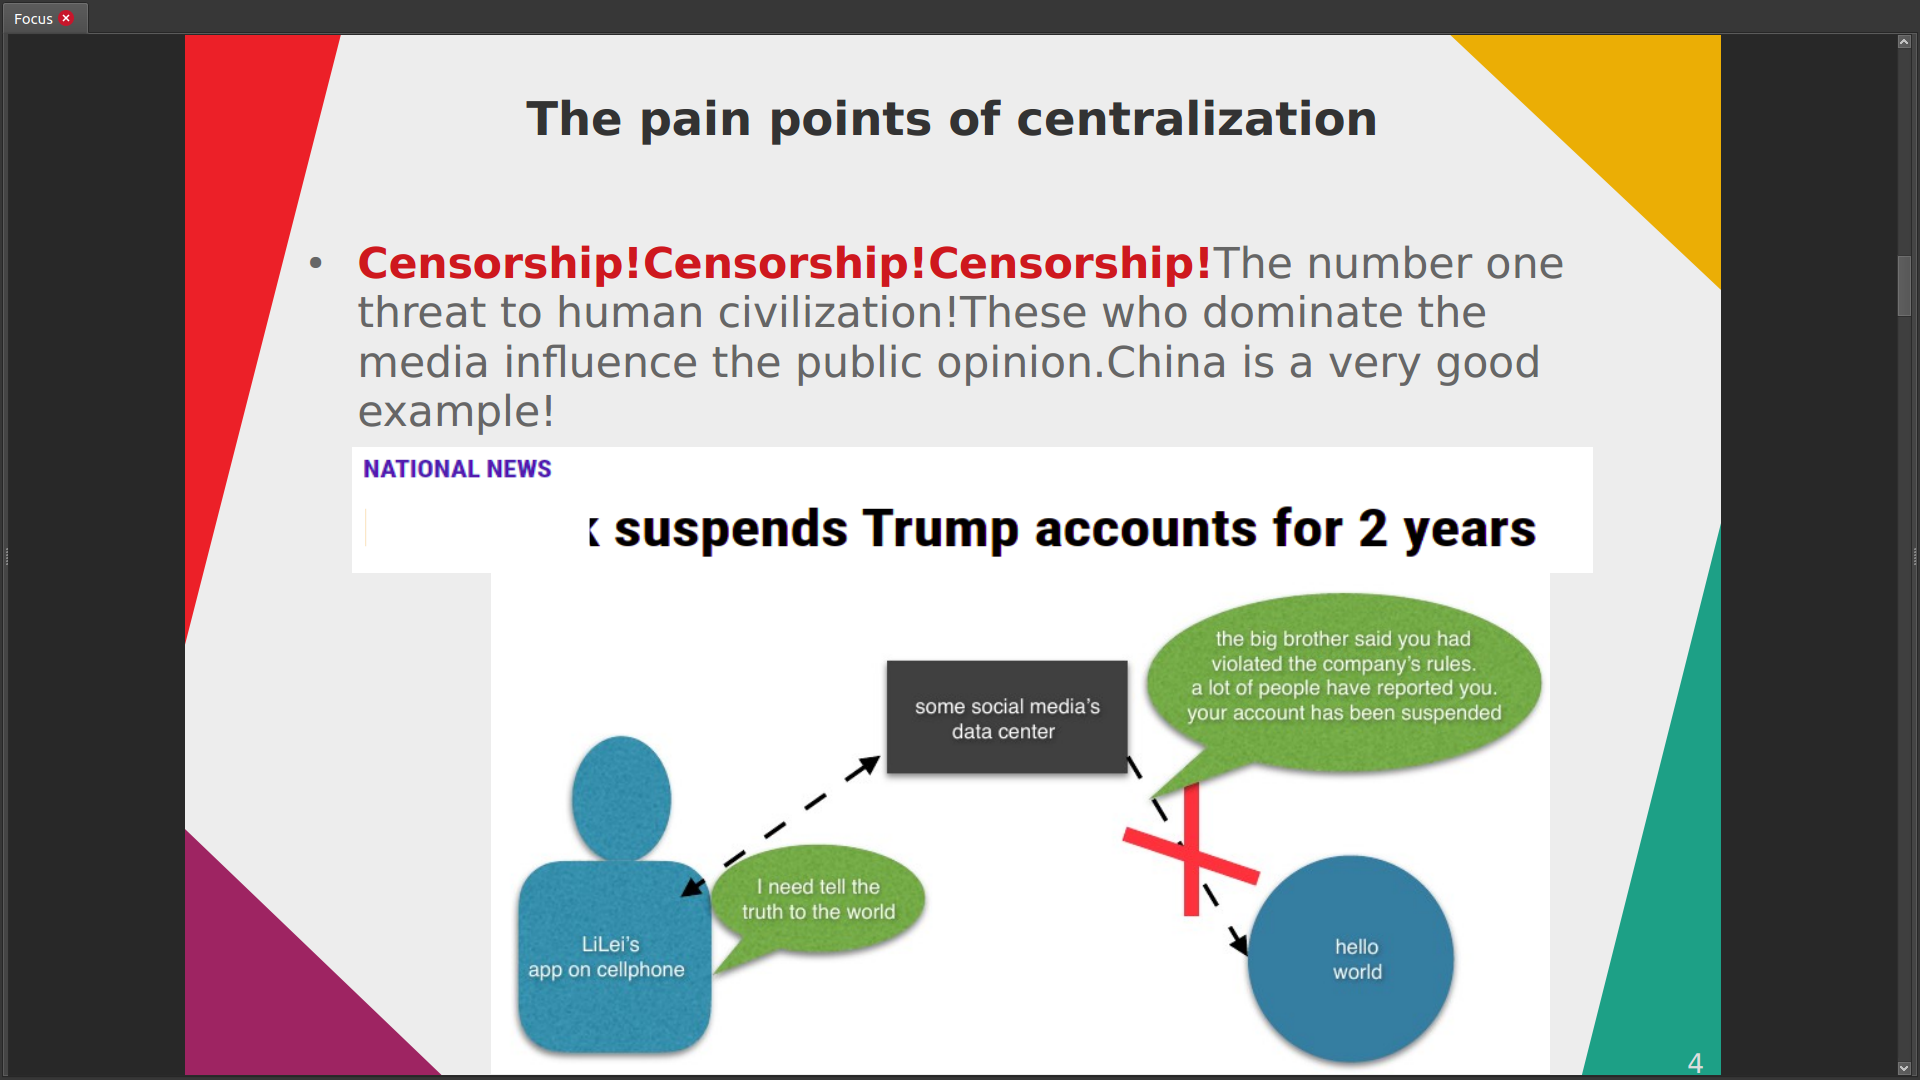 Focus
The pain points of centralization
• Censorship!Censorship!Censorship!The number one
threat to human civilization!These who dominate the
media influence the public opinion.China is a very good
example!
NATIONAL NEWS
suspends Trump accounts for 2 years
the big brother said you had
violated the company's rules.
a lot of people have reported you.
your account has been suspended
some social media's
data center
I need tell the
truth to the world
LiLei's
app on cellphone
hello
world
4